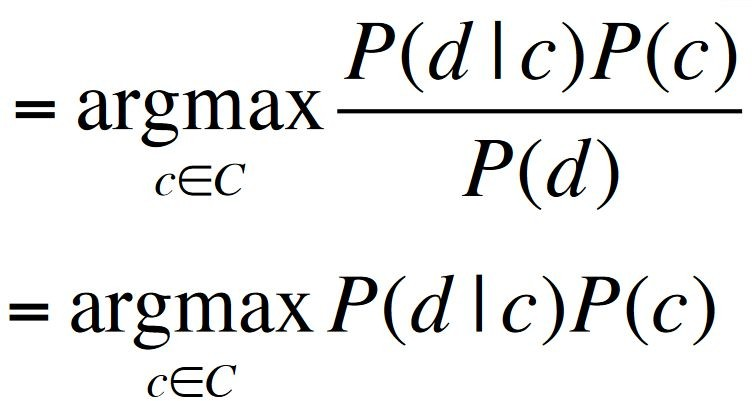 = argmax P(d | c)P(c)
c∈C P(d)
= argmax P(d | c)P(c)
c∈C